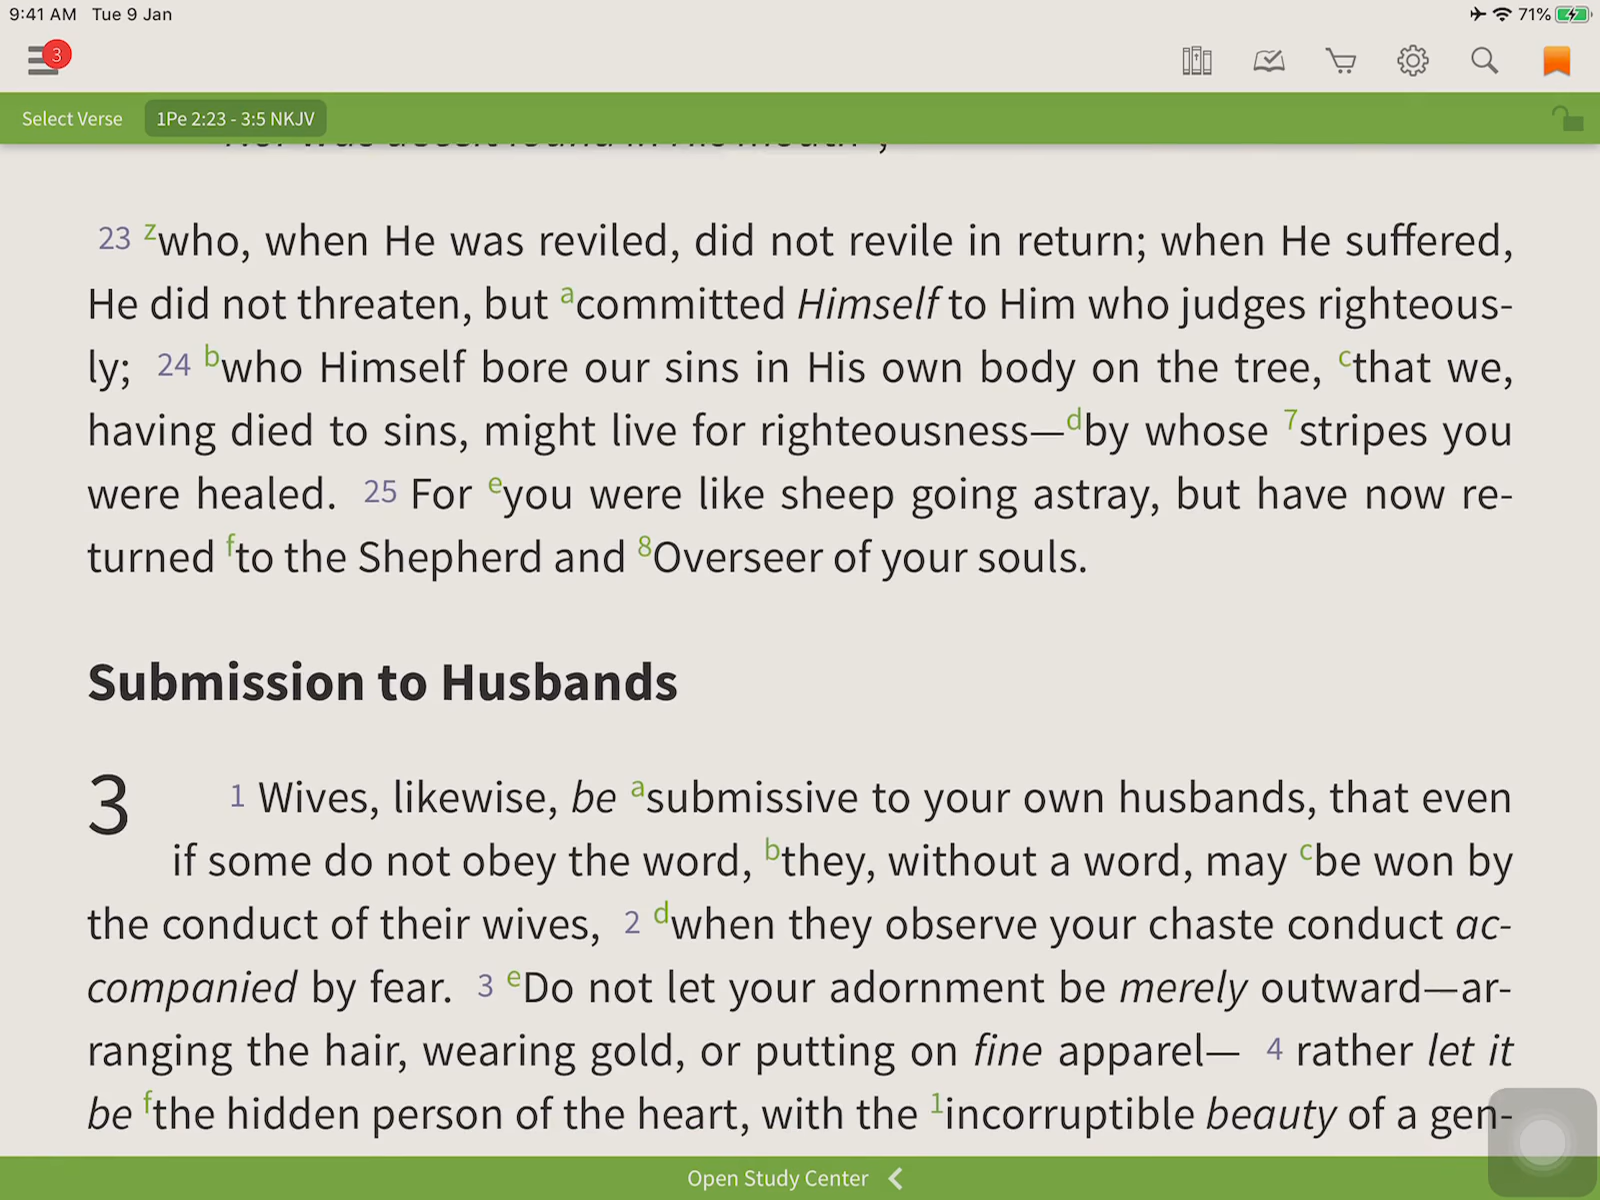 9:41 AM Tue 9 Jan 71%
3
Select Verse 1Pe 2:23 - 3:5 NKJV
23 zwho, when He was reviled, did not revile in return; when He suffered,
He did not threaten, but acommitted Himself to Him who judges righteous-
ly; 24 bwho Himself bore our sins in His own body on the tree, cthat we,
having died to sins, might live for righteousness—dby whose 7stripes you
were healed. 25 For eyou were like sheep going astray, but have now re-
turned fto the Shepherd and 8Overseer of your souls.
Submission to Husbands
3 1 Wives, likewise, be asubmissive to your own husbands, that even
if some do not obey the word, bthey, without a word, may cbe won by
the conduct of their wives, 2 dwhen they observe your chaste conduct ac-
companied by fear. 3 eDo not let your adornment be merely outward—ar-
ranging the hair, wearing gold, or putting on fine apparel— 4 rather let it
be fthe hidden person of the heart, with the 1incorruptible beauty of a gen-
Open Study Center